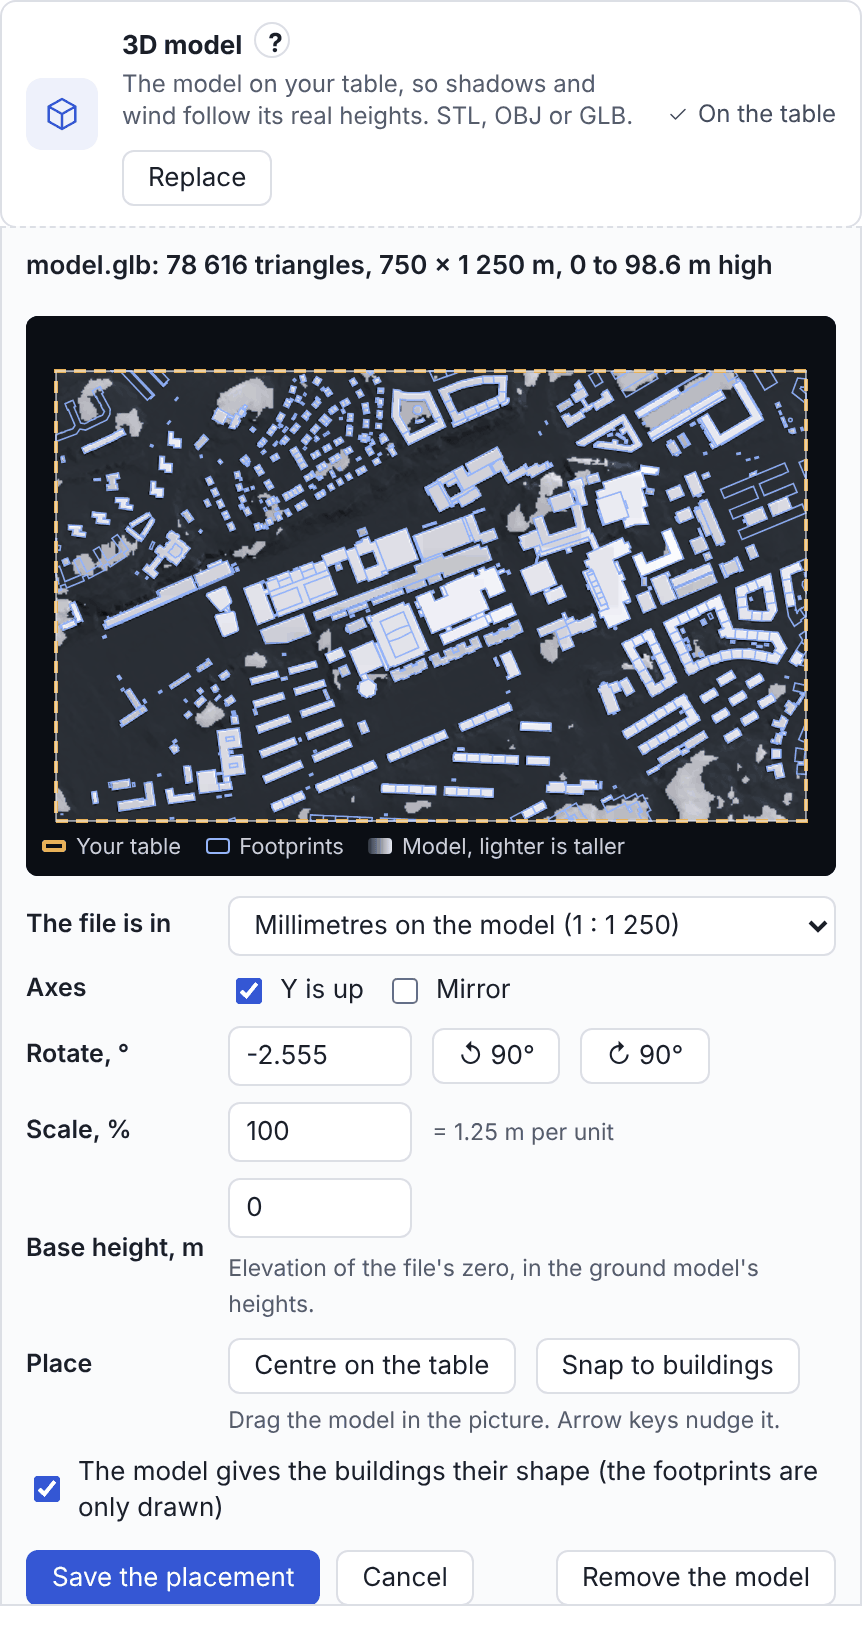 3D model ?
The model on your table, so shadows and
wind follow its real heights. STL, OBJ or GLB.
✓ On the table
Replace
model.glb: 78 616 triangles, 750 × 1 250 m, 0 to 98.6 m high
Your table Footprints Model, lighter is taller
The file is in Millimetres on the model (1 : 1 250)
Axes Y is up Mirror
Rotate, ° -2.555 ↺ 90° ↻ 90°
Scale, % 100 = 1.25 m per unit
0
Base height, m
Elevation of the file's zero, in the ground model's
heights.
Place Centre on the table Snap to buildings
Drag the model in the picture. Arrow keys nudge it.
The model gives the buildings their shape (the footprints are
only drawn)
Save the placement Cancel Remove the model